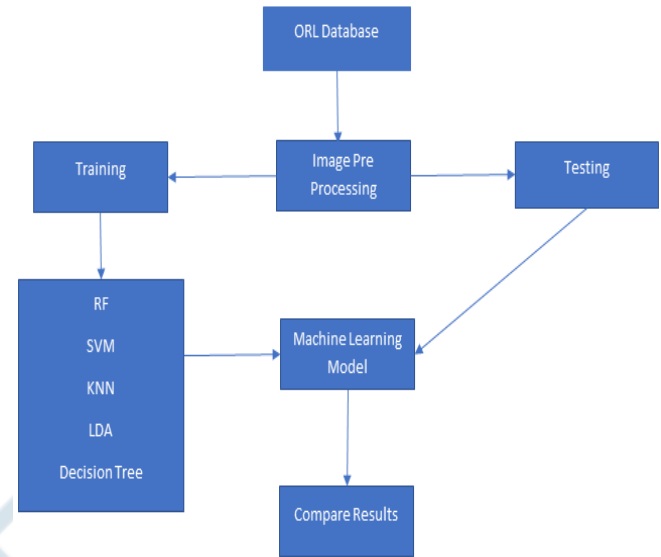 ORL Database
Training
Image Pre
Processing
Testing
RF
SVM
KNN
LDA
Decision Tree
Machine Learning
Model
Compare Results